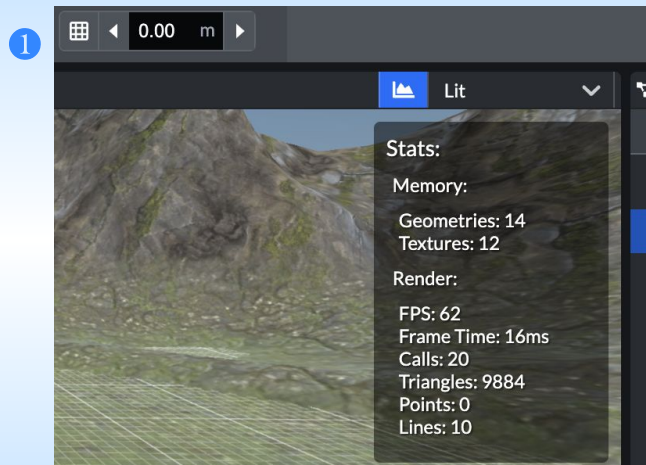 1
0.00 m
Lit
Stats:
Memory:
Geometries: 14
Textures: 12
Render:
FPS: 62
Frame Time: 16ms
Calls: 20
Triangles: 9884
Points: 0
Lines: 10